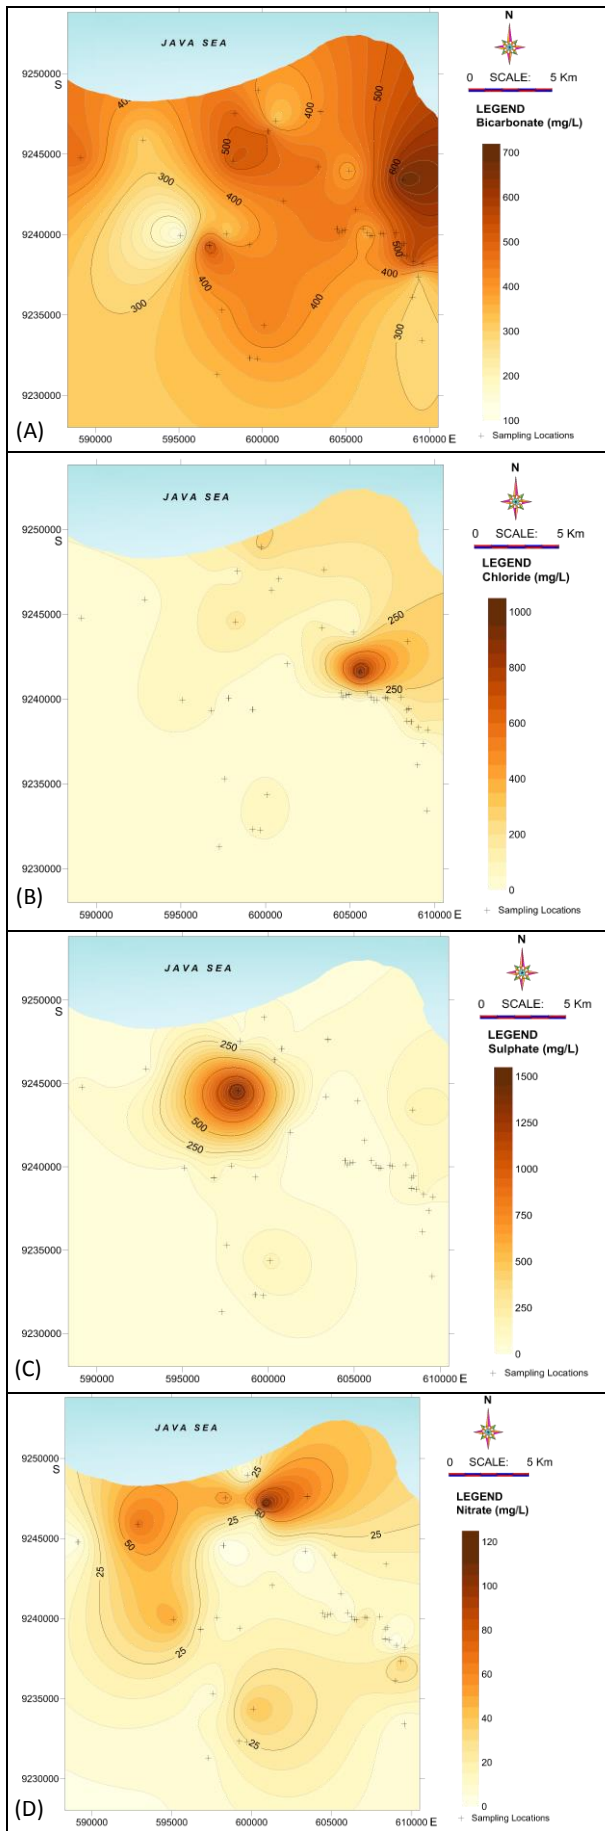 JAVA SEA
N
0 SCALE: 5 Km
LEGEND
Bicarbonate (mg/L)
700
600
500
400
300
200
100
+ Sampling Locations
9250000
S
9245000
9240000
9235000
9230000
400
500
400
500
600
300
400
500
400
400
400
300
300
590000 595000 600000 605000 610000 E
(A)
JAVA SEA
N
0 SCALE: 5 Km
LEGEND
Chloride (mg/L)
1000
800
600
400
200
0
+ Sampling Locations
9250000
S
9245000
9240000
9235000
9230000
250
250
590000 595000 600000 605000 610000 E
(B)
JAVA SEA
N
0 SCALE: 5 Km
LEGEND
Sulphate (mg/L)
1500
1250
1000
750
500
250
0
+ Sampling Locations
9250000
S
9245000
9240000
9235000
9230000
250
500
250
590000 595000 600000 605000 610000 E
(C)
JAVA SEA
N
0 SCALE: 5 Km
LEGEND
Nitrate (mg/L)
120
100
80
60
40
20
0
+ Sampling Locations
9250000
S
9245000
9240000
9235000
9230000
25
50
25
50
25
25
25
25
590000 595000 600000 605000 610000 E
(D)